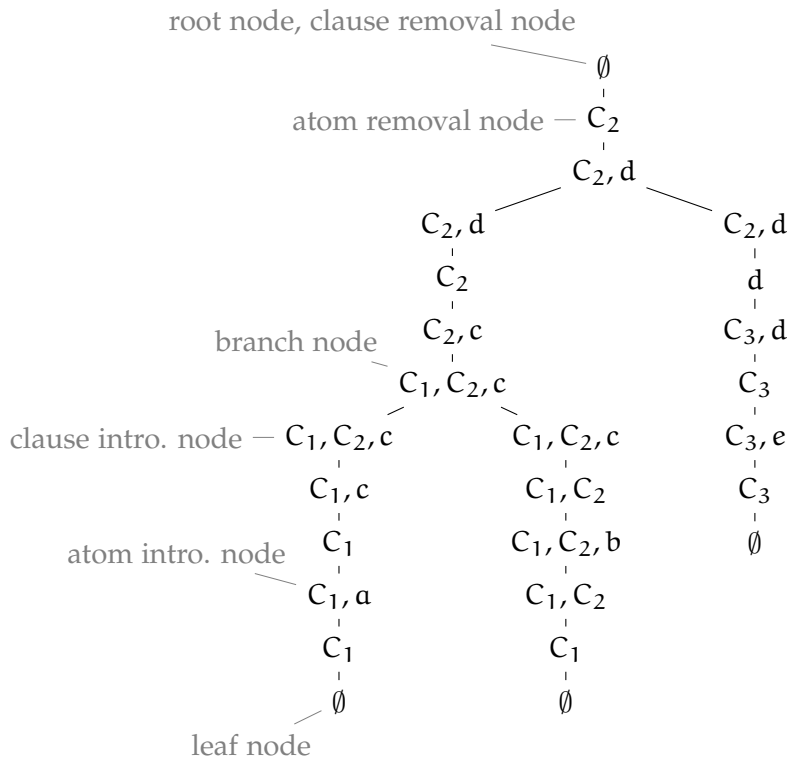 root node, clause removal node
∅
atom removal node C₂
C₂, d
C₂, d C₂, d
C₂ d
C₂, c C₃, d
branch node
C₁, C₂, c C₃
clause intro. node C₁, C₂, c C₁, C₂, c C₃, e
C₁, c C₁, C₂ C₃
C₁ C₁, C₂, b ∅
atom intro. node
C₁, a C₁, C₂
C₁ C₁
∅ ∅
leaf node